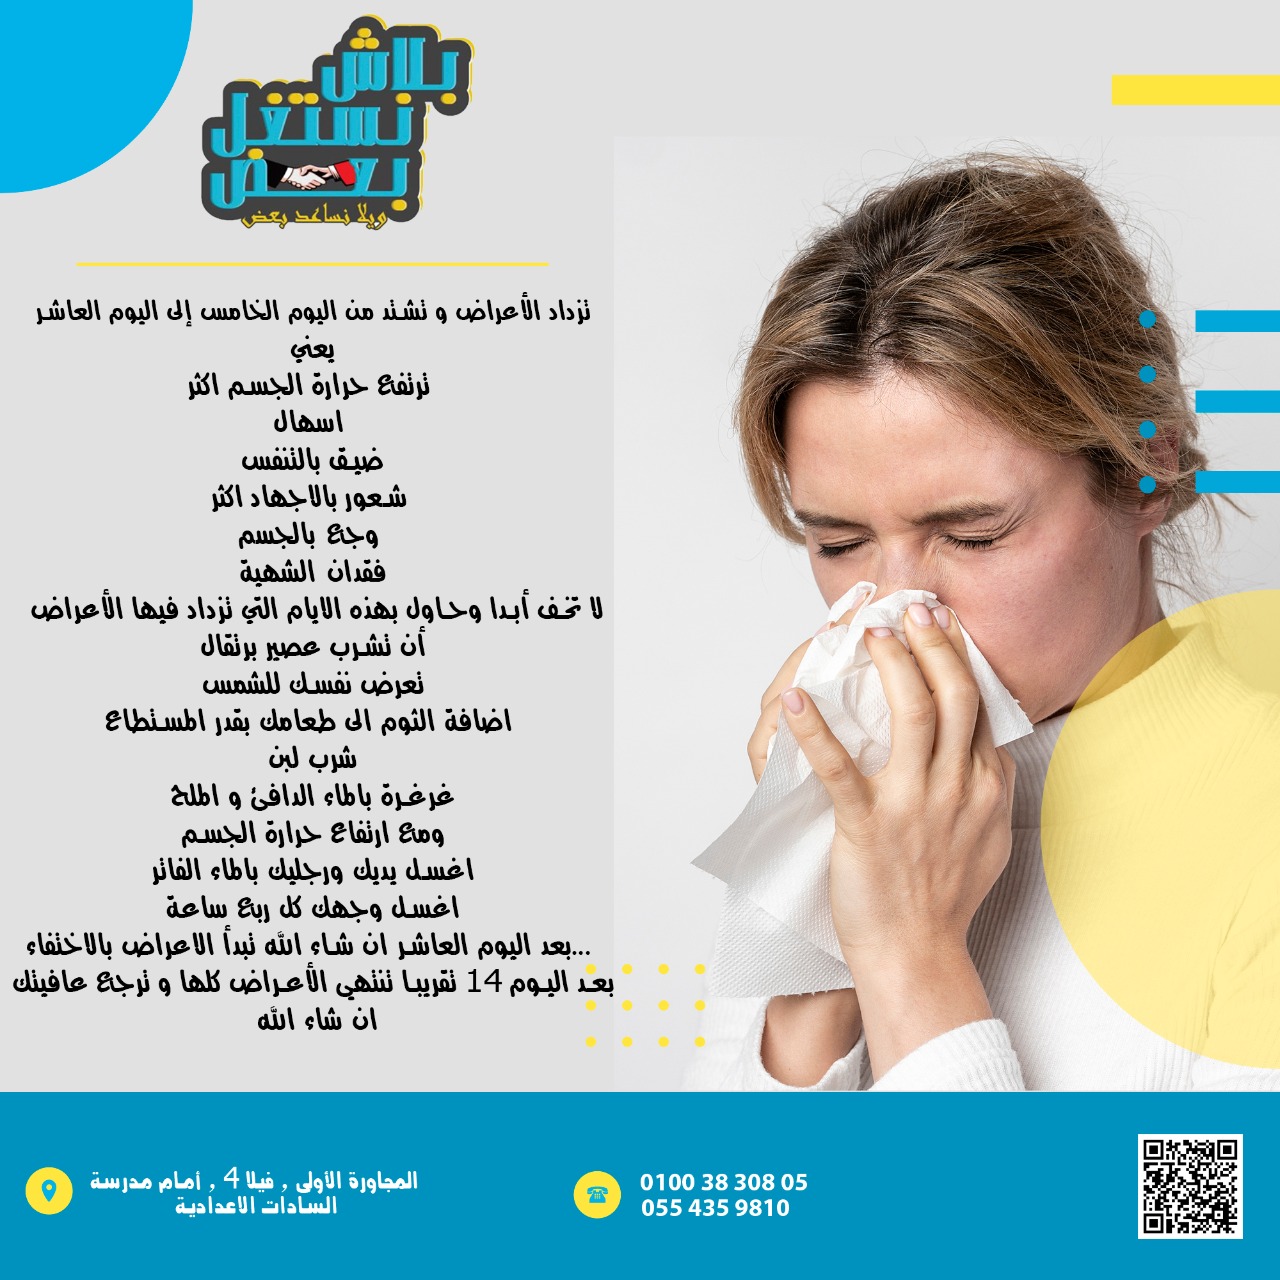 بلاش
نستغل
بعض
ويلا نساعد بعض
تزداد الأعراض و تشتد من اليوم الخامس إلى اليوم العاشر
يعني
ترتفع حرارة الجسم اكثر
اسهال
ضيق بالتنفس
شعور بالاجهاد اكثر
وجع بالجسم
فقدان الشهية
لا تخف أبدا وحاول بهذه الايام التي تزداد فيها الأعراض
أن تشرب عصير برتقال
تعرض نفسك للشمس
اضافة الثوم الى طعامك بقدر المستطاع
شرب لبن
غرغرة بالماء الدافئ و الملح
ومع ارتفاع حرارة الجسم
اغسل يديك ورجليك بالماء الفاتر
اغسل وجهك كل ربع ساعة
...بعد اليوم العاشر ان شاء الله تبدأ الاعراض بالاختفاء
بعد اليوم 14 تقريبا تنتهي الأعراض كلها و ترجع عافيتك
ان شاء الله
المجاورة الأولى , فيلا 4 , أمام مدرسة
السادات الاعدادية
0100 38 308 05
055 435 9810